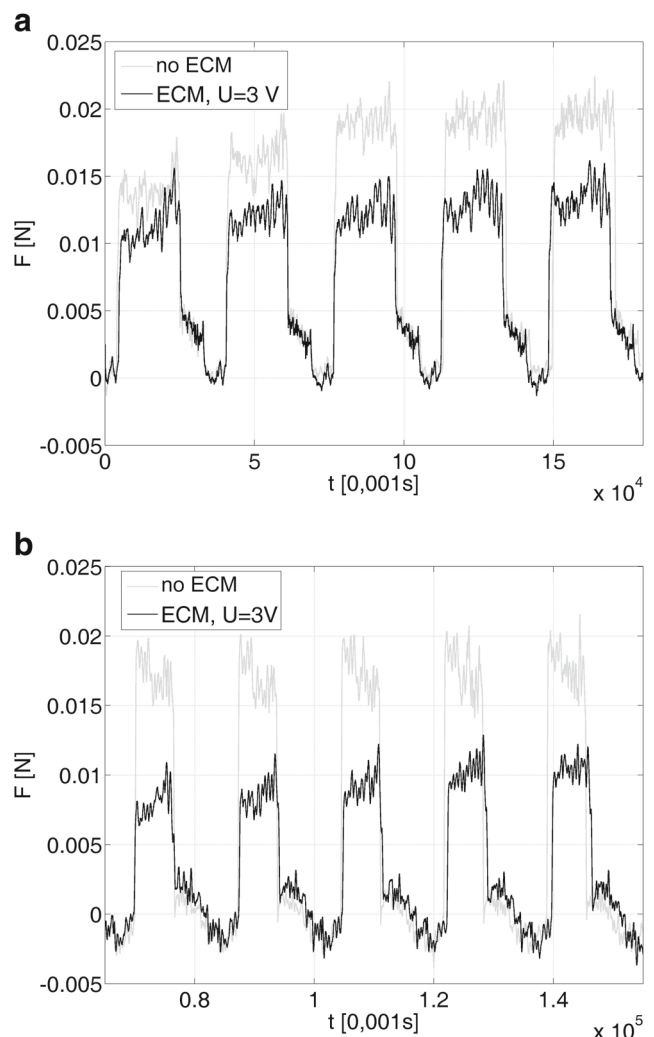 a
0.025
no ECM
ECM, U=3 V
0.02
0.015
0.01
0.005
0
-0.005
F [N]
0
5
10
15
t [0,001s]
x 10^4
b
0.025
no ECM
ECM, U=3V
0.02
0.015
0.01
0.005
0
-0.005
F [N]
0.8
1
1.2
1.4
t [0,001s]
x 10^5